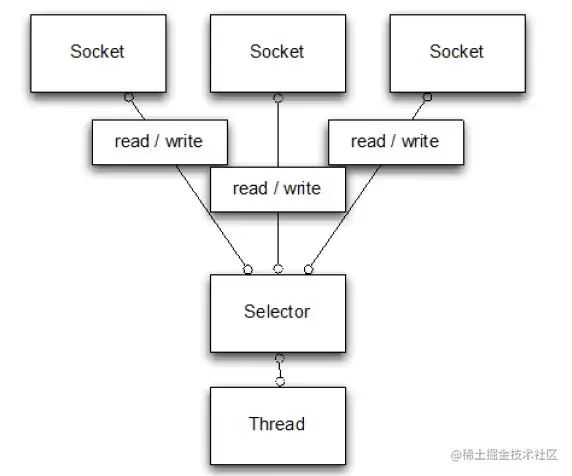 Socket
Socket
Socket
read / write
read / write
read / write
Selector
Thread
@稀土掘金技术社区